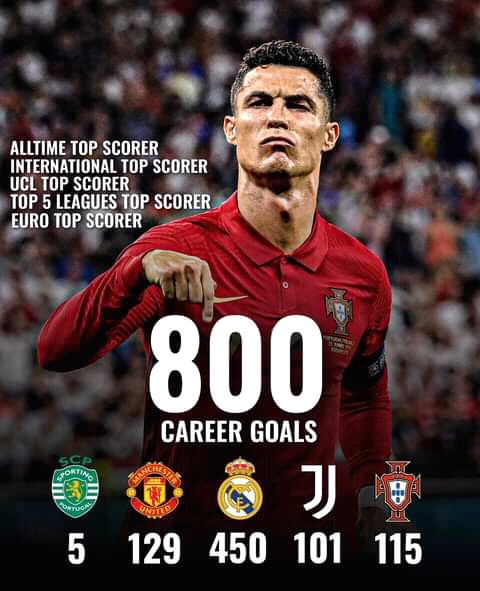 ALLTIME TOP SCORER
INTERNATIONAL TOP SCORER
UCL TOP SCORER
TOP 5 LEAGUES TOP SCORER
EURO TOP SCORER
800
CAREER GOALS
SCP
SPORTING
PORTUGAL
MANCHESTER
UNITED
5 129 450 101 115